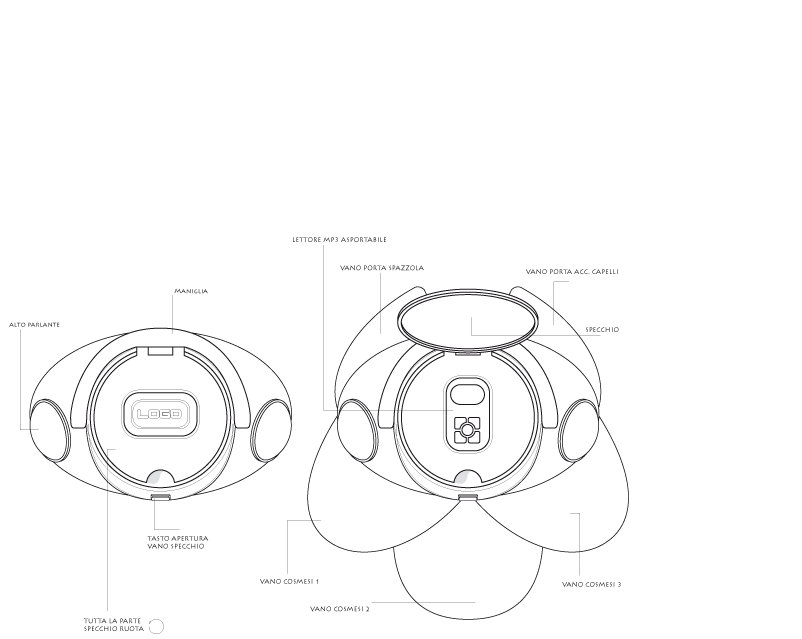 LETTORE MP3 ASPORTABILE
VANO PORTA SPAZZOLA
VANO PORTA ACC. CAPELLI
MANIGLIA
ALTO PARLANTE
SPECCHIO
LOGO
TASTO APERTURA
VANO SPECCHIO
VANO COSMESI 1
VANO COSMESI 3
VANO COSMESI 2
TUTTA LA PARTE
SPECCHIO RUOTA